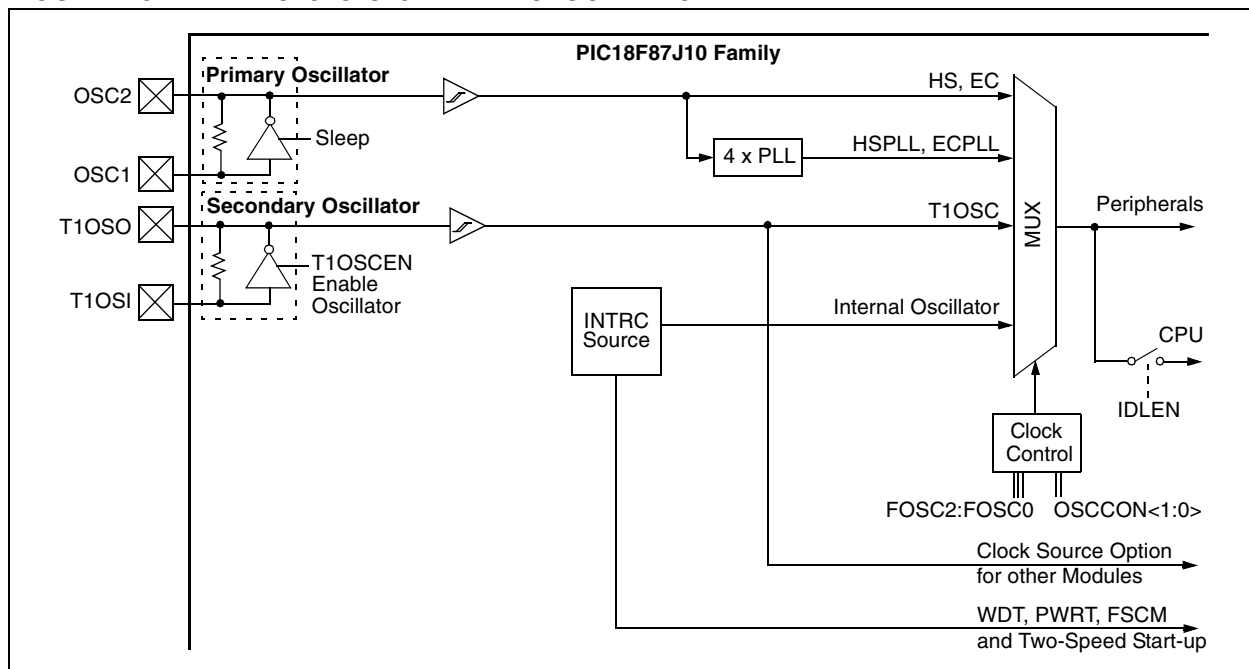 PIC18F87J10 Family
Primary Oscillator
OSC2
HS, EC
Sleep
4 x PLL
HSPLL, ECPLL
OSC1
Secondary Oscillator
T1OSO
T1OSC
MUX
Peripherals
T1OSCEN
Enable
Oscillator
T1OSI
INTRC
Source
Internal Oscillator
CPU
IDLEN
Clock
Control
FOSC2:FOSC0
OSCCON<1:0>
Clock Source Option
for other Modules
WDT, PWRT, FSCM
and Two-Speed Start-up